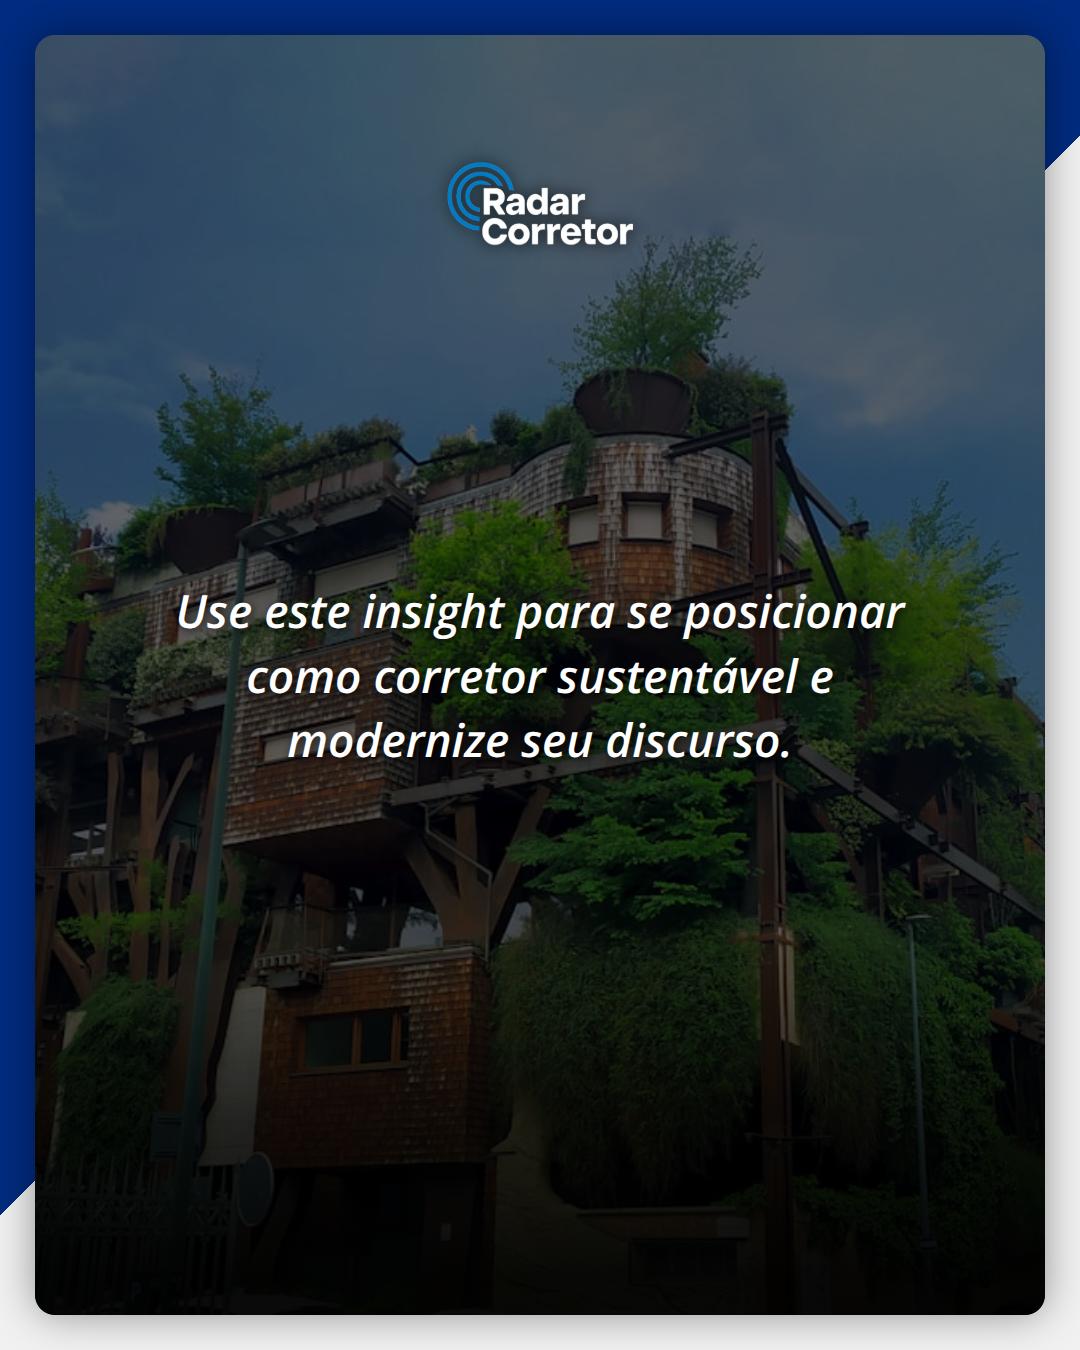 Radar
Corretor
Use este insight para se posicionar
como corretor sustentável e
modernize seu discurso.